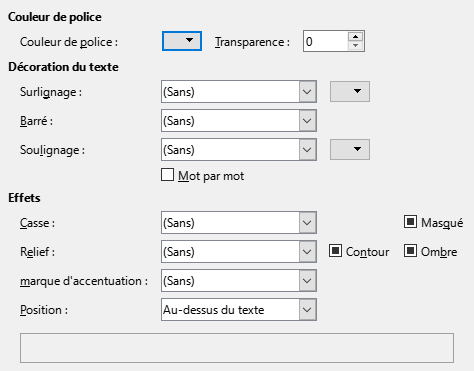 Couleur de police
Couleur de police : Transparence : 0
Décoration du texte
Surlignage : (Sans)
Barré : (Sans)
Soulignage : (Sans)
Mot par mot
Effets
Casse : (Sans) Masqué
Relief : (Sans) Contour Ombre
marque d'accentuation : (Sans)
Position : Au-dessus du texte